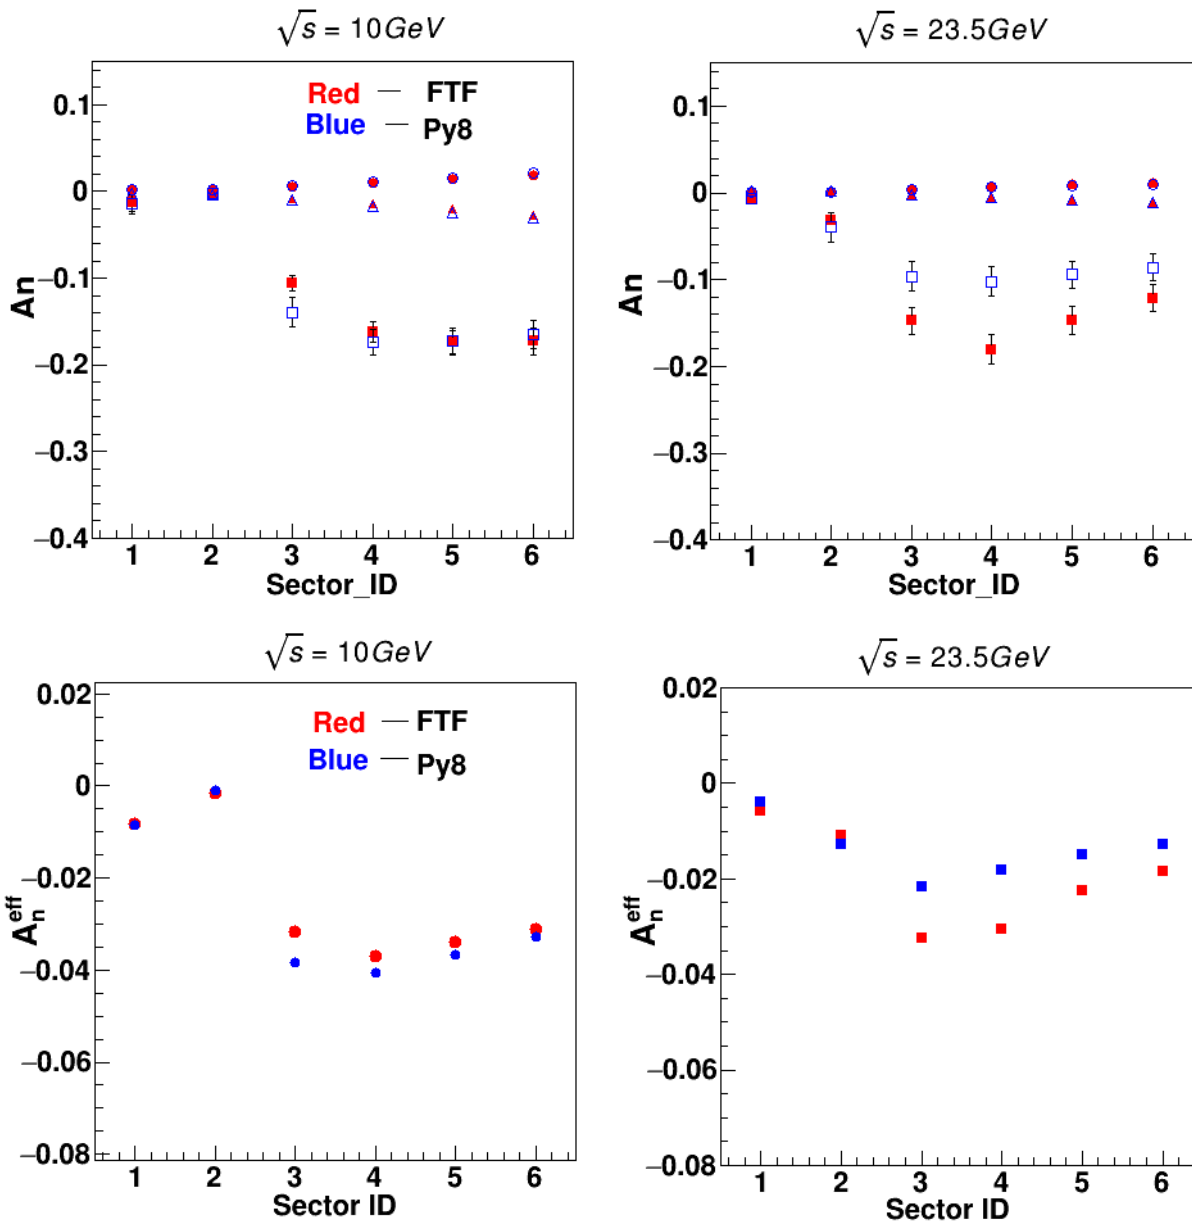 √s = 10GeV
0.1
0
−0.1
−0.2
−0.3
−0.4
An
Red — FTF
Blue — Py8
1 2 3 4 5 6
Sector_ID
√s = 23.5GeV
0.1
0
−0.1
−0.2
−0.3
−0.4
An
1 2 3 4 5 6
Sector_ID
√s = 10GeV
0.02
0
−0.02
−0.04
−0.06
−0.08
A_n^eff
Red — FTF
Blue — Py8
1 2 3 4 5 6
Sector ID
√s = 23.5GeV
0.02
0
−0.02
−0.04
−0.06
−0.08
A_n^eff
1 2 3 4 5 6
Sector ID